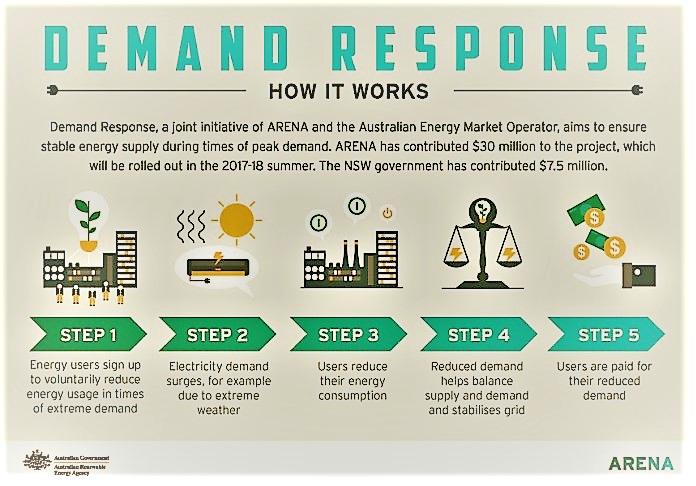 DEMAND RESPONSE
HOW IT WORKS
Demand Response, a joint initiative of ARENA and the Australian Energy Market Operator, aims to ensure
stable energy supply during times of peak demand. ARENA has contributed $30 million to the project, which
will be rolled out in the 2017-18 summer. The NSW government has contributed $7.5 million.
STEP 1
Energy users sign up
to voluntarily reduce
energy usage in times
of extreme demand
STEP 2
Electricity demand
surges, for example
due to extreme
weather
STEP 3
Users reduce
their energy
consumption
STEP 4
Reduced demand
helps balance
supply and demand
and stabilises grid
$
$
$
STEP 5
Users are paid for
their reduced
demand
Australian Government
Australian Renewable
Energy Agency
ARENA